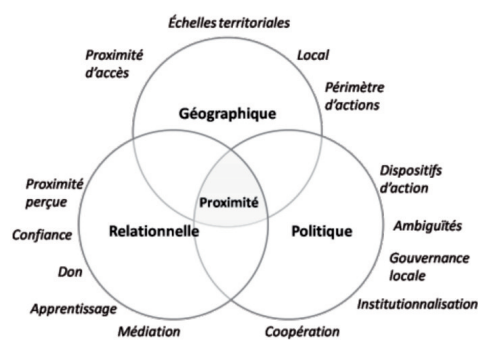 Échelles territoriales
Proximité
d'accès
Local
Périmètre
d'actions
Géographique
Dispositifs
d'action
Proximité
perçue
Proximité
Ambiguïtés
Confiance
Relationnelle
Politique
Gouvernance
locale
Don
Institutionnalisation
Apprentissage
Médiation
Coopération